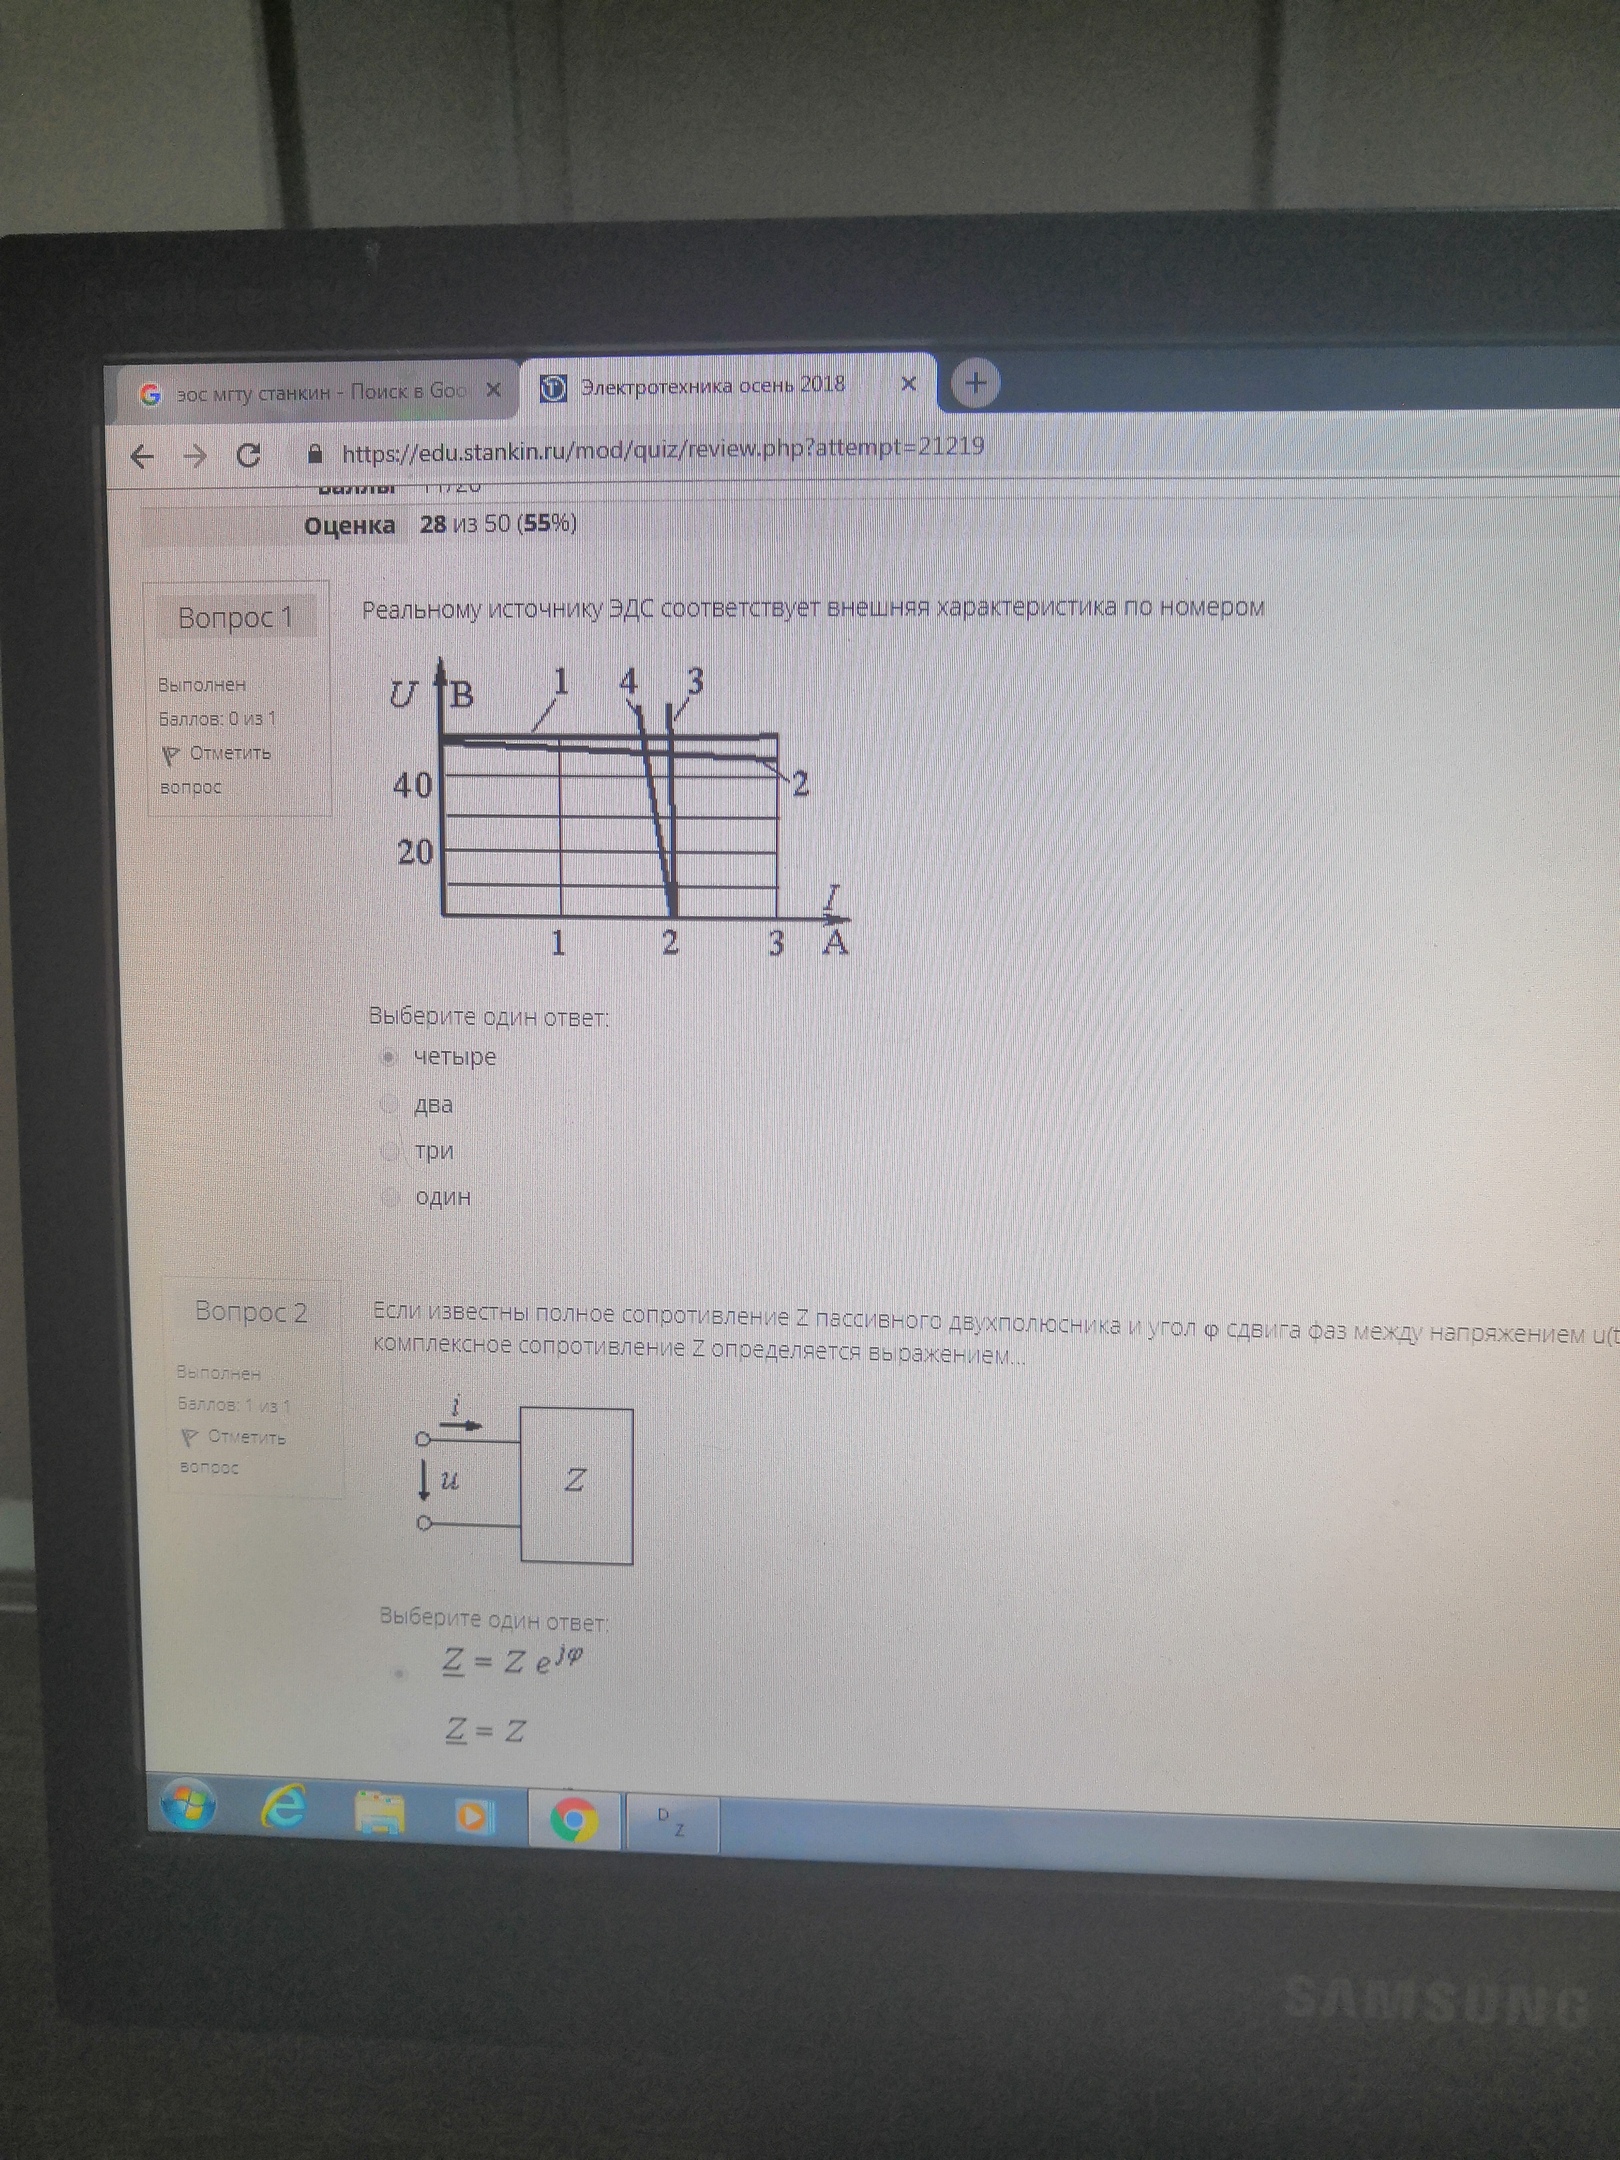 эос мгту станкин - Поиск в Goo
Электротехника осень 2018
https://edu.stankin.ru/mod/quiz/review.php?attempt=21219
Баллы 11/20
Оценка 28 из 50 (55%)
Вопрос 1
Выполнен
Баллов: 0 из 1
Отметить
вопрос
Реальному источнику ЭДС соответствует внешняя характеристика по номером
U B 1 4 3
40 2
20
I
1 2 3 A
Выберите один ответ:
четыре
два
три
один
Вопрос 2
Выполнен
Баллов: 1 из 1
Отметить
вопрос
Если известны полное сопротивление Z пассивного двухполюсника и угол φ сдвига фаз между напряжением u(t
комплексное сопротивление Z определяется выражением...
i
u Z
Выберите один ответ:
Z = Z e^jφ
Z = Z
D Z
SAMSUNG